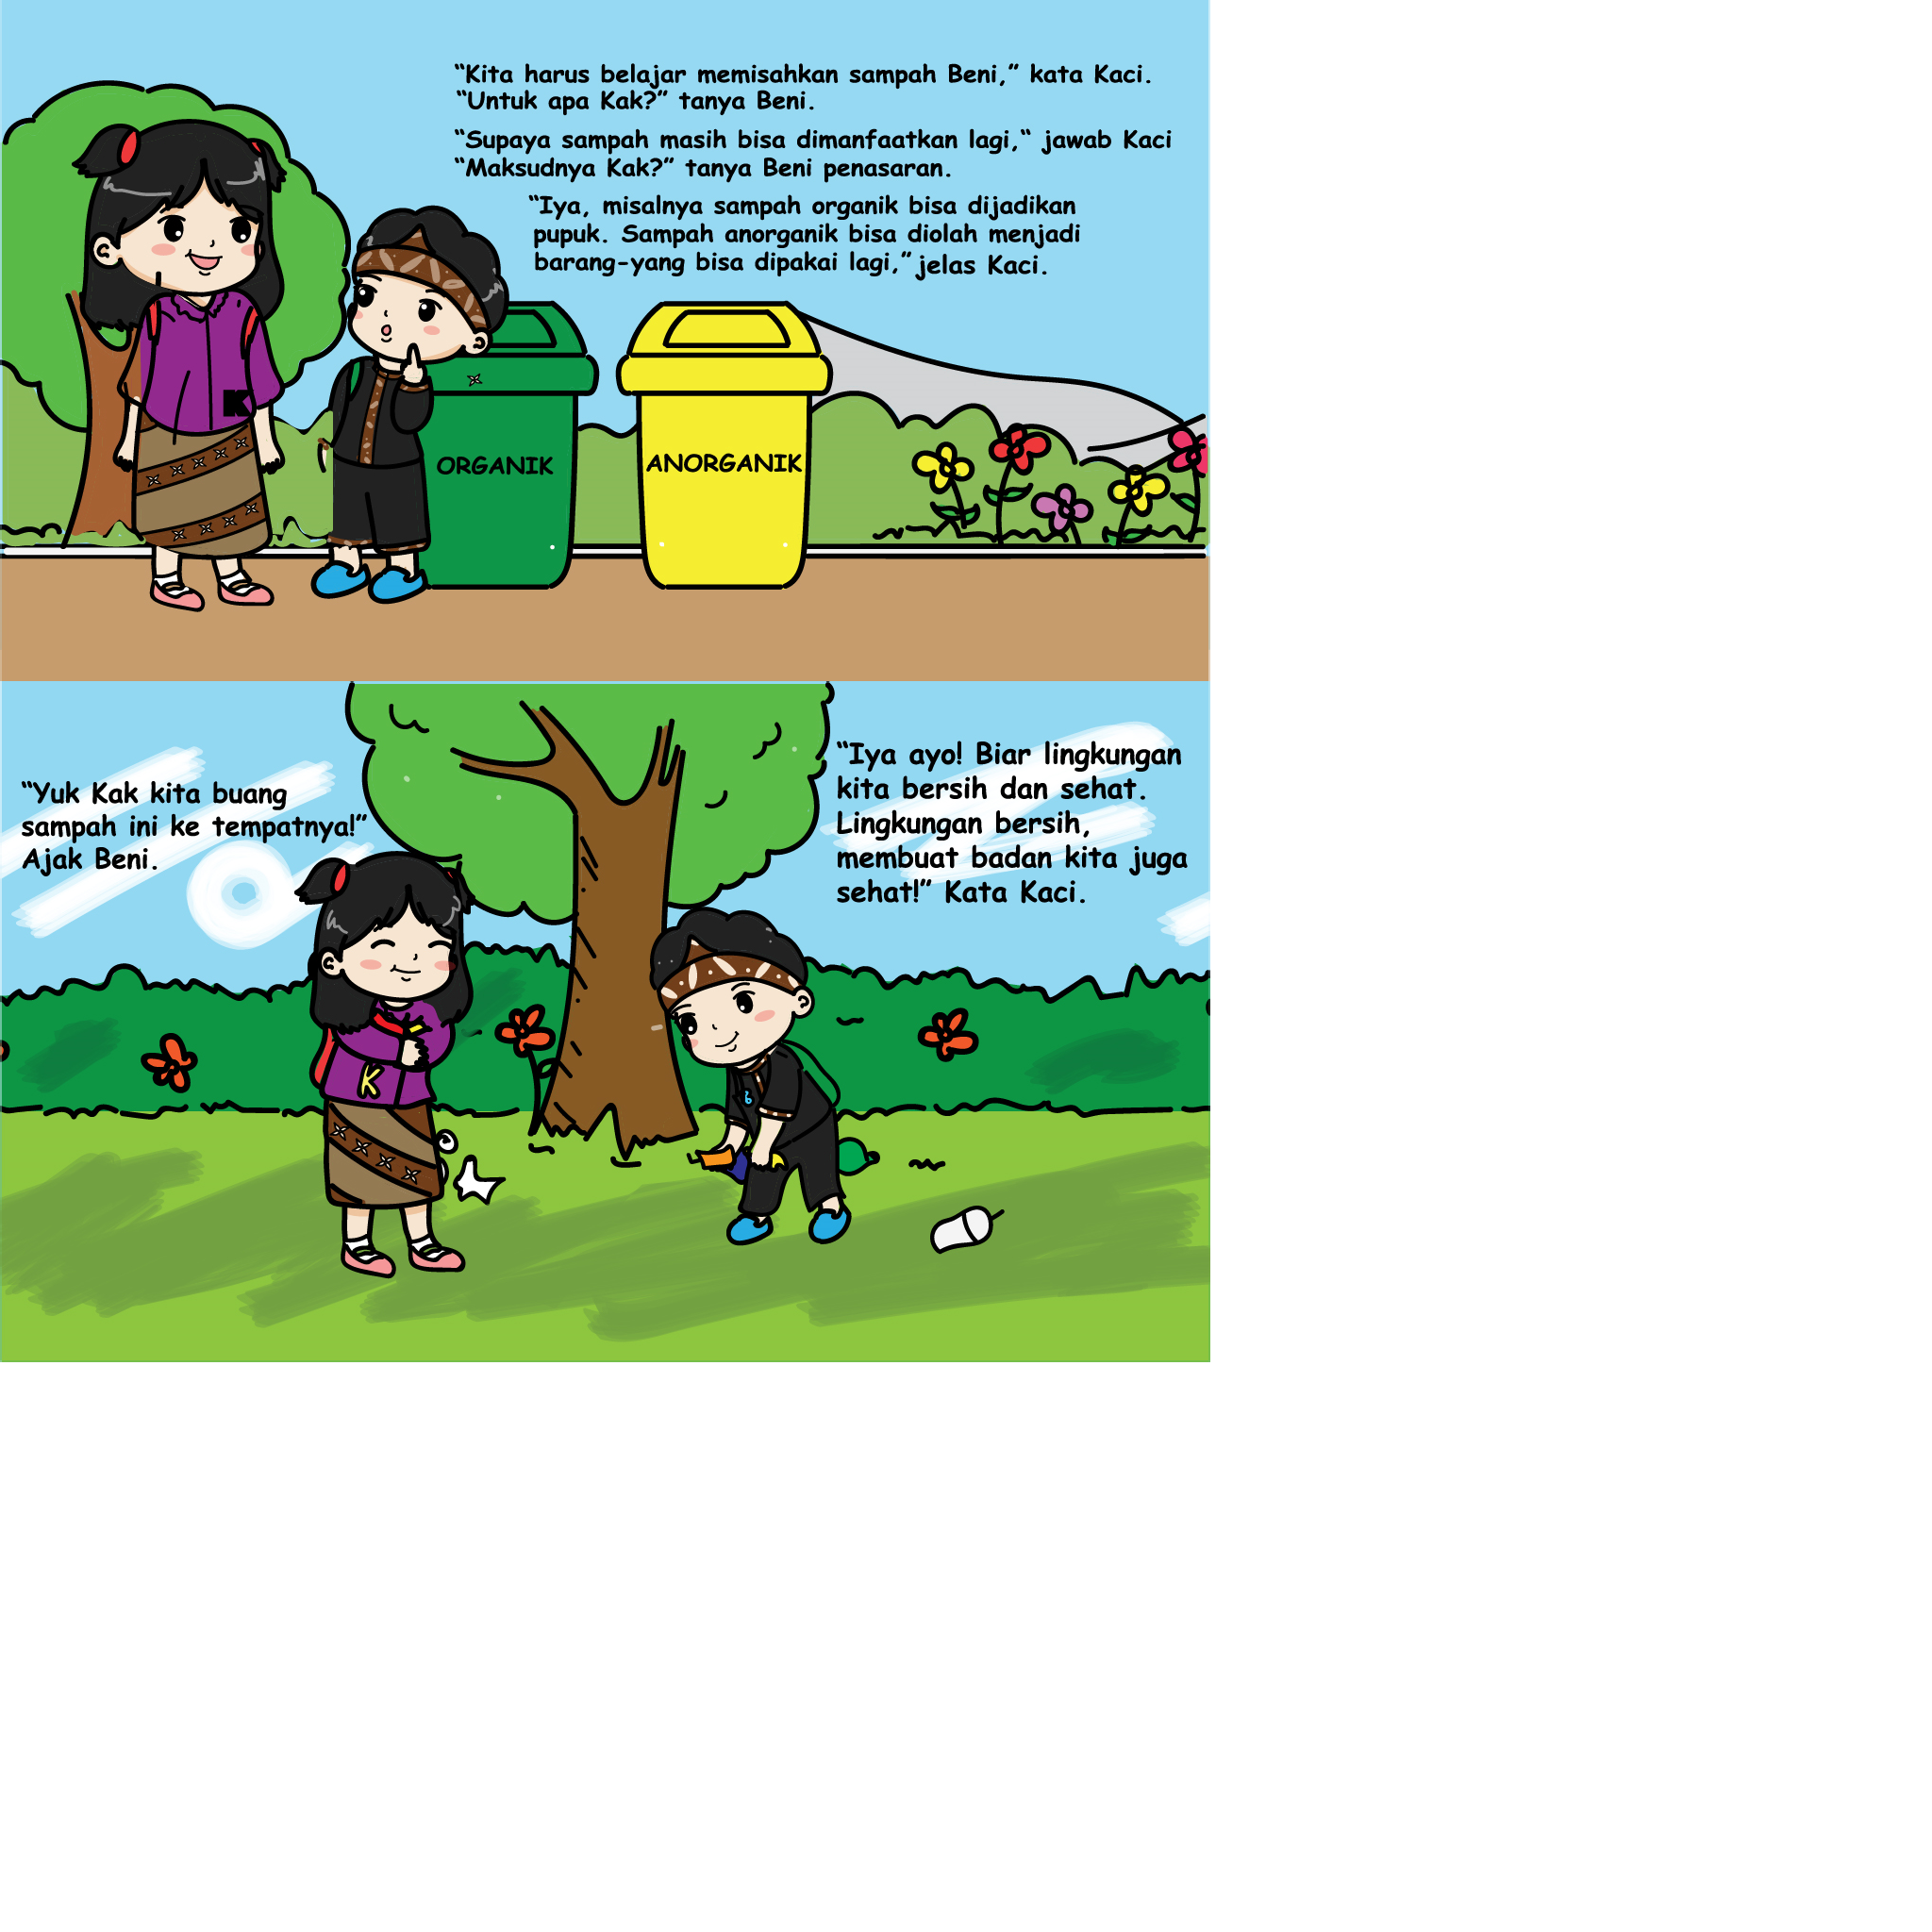 “Kita harus belajar memisahkan sampah Beni,” kata Kaci.
“Untuk apa Kak?” tanya Beni.
“Supaya sampah masih bisa dimanfaatkan lagi,“ jawab Kaci
“Maksudnya Kak?” tanya Beni penasaran.
“Iya, misalnya sampah organik bisa dijadikan
pupuk. Sampah anorganik bisa diolah menjadi
barang-yang bisa dipakai lagi,” jelas Kaci.
K
ORGANIK
ANORGANIK
“Yuk Kak kita buang
sampah ini ke tempatnya!”
Ajak Beni.
“Iya ayo! Biar lingkungan
kita bersih dan sehat.
Lingkungan bersih,
membuat badan kita juga
sehat!” Kata Kaci.
K